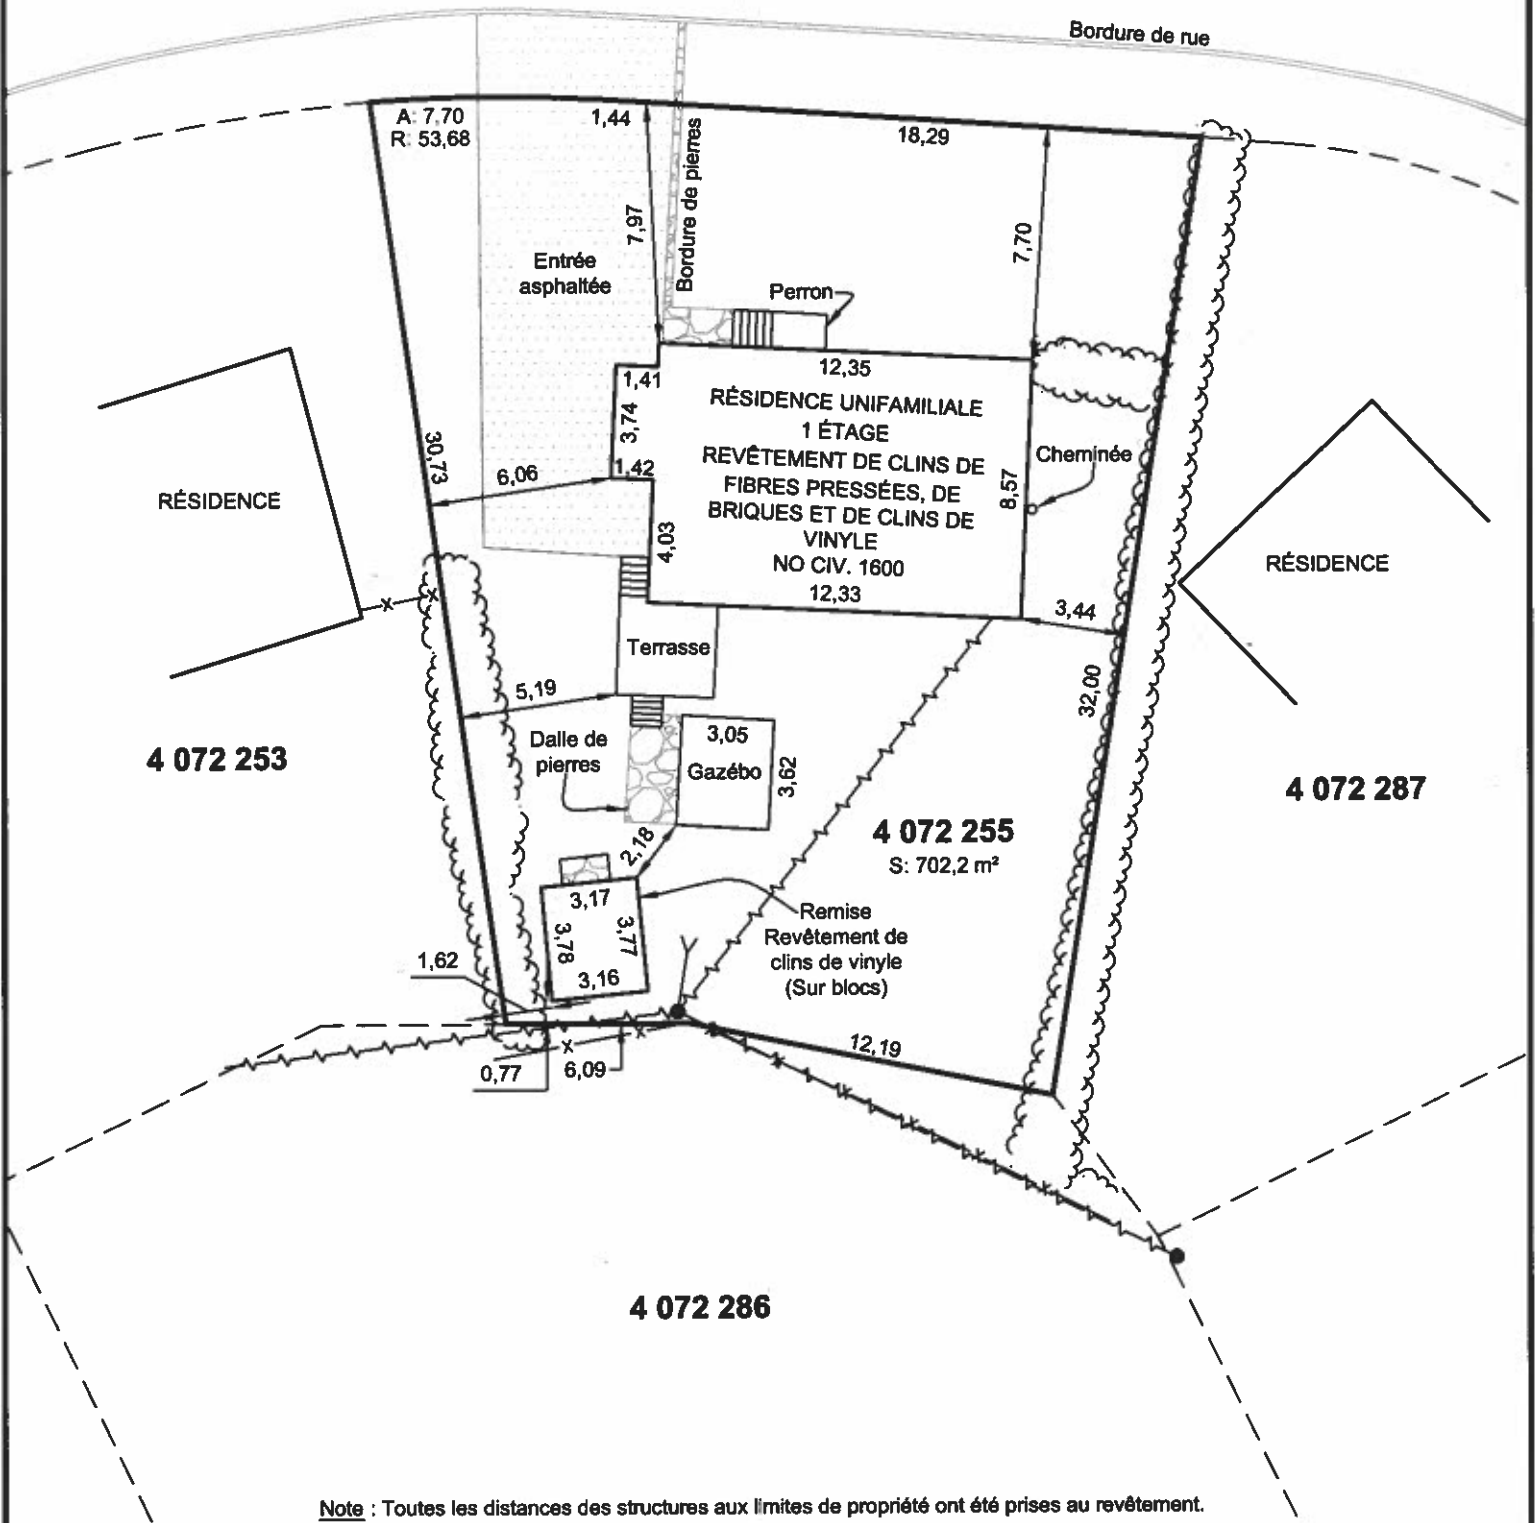 Bordure de rue
A: 7,70
R: 53,68
1,44
18,29
Bordure de pierres
7,97
7,70
Entrée
asphaltée
Perron
12,35
1,41
3,74
1,42
RÉSIDENCE UNIFAMILIALE
1 ÉTAGE
REVÊTEMENT DE CLINS DE
FIBRES PRESSÉES, DE
BRIQUES ET DE CLINS DE
VINYLE
NO CIV. 1600
12,33
4,03
8,57
Cheminée
30,73
6,06
RÉSIDENCE
RÉSIDENCE
3,44
32,00
Terrasse
5,19
Dalle de
pierres
3,05
Gazébo
3,62
4 072 253
4 072 287
4 072 255
S: 702,2 m²
2,18
3,17
3,78
3,77
3,16
Remise
Revêtement de
clins de vinyle
(Sur blocs)
1,62
0,77
6,09
12,19
4 072 286
Note : Toutes les distances des structures aux limites de propriété ont été prises au revêtement.